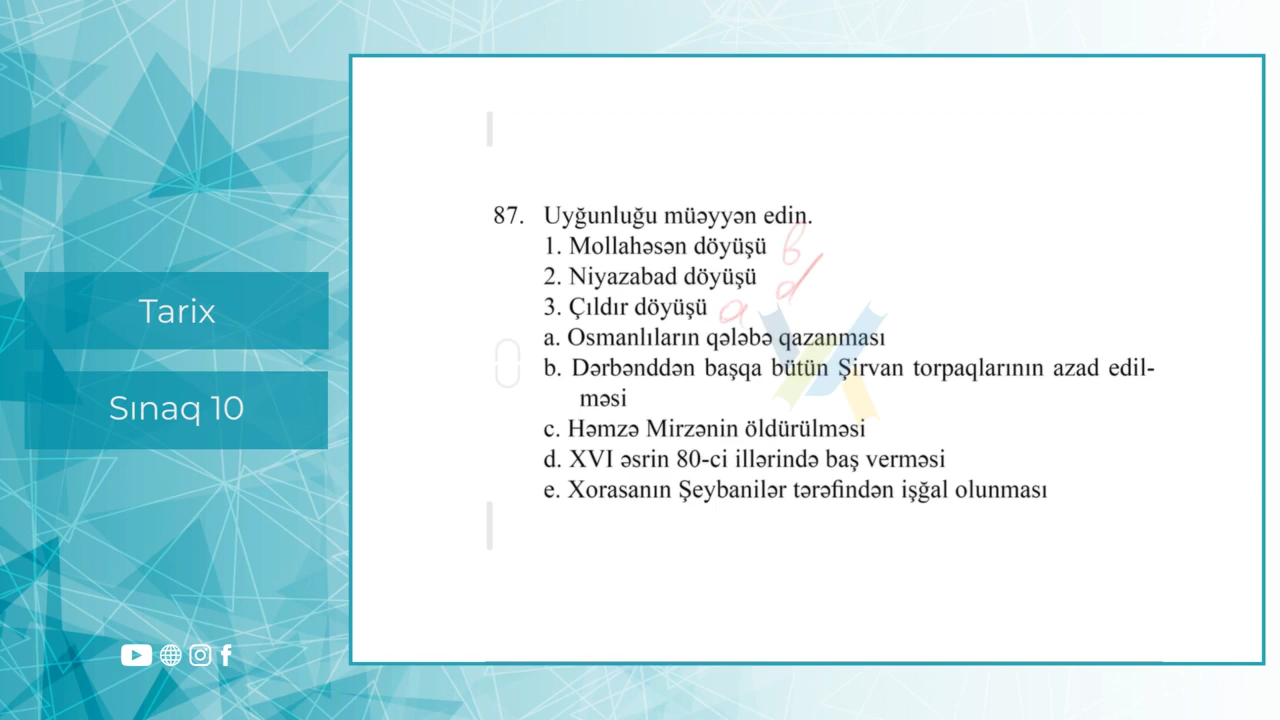 Tarix
Sınaq 10
87. Uyğunluğu müəyyən edin.
1. Mollahəsən döyüşü b
2. Niyazabad döyüşü d
3. Çıldır döyüşü a
a. Osmanlıların qələbə qazanması
b. Dərbənddən başqa bütün Şirvan torpaqlarının azad edil-
məsi
c. Həmzə Mirzənin öldürülməsi
d. XVI əsrin 80-ci illərində baş verməsi
e. Xorasanın Şeybanilər tərəfindən işğal olunması